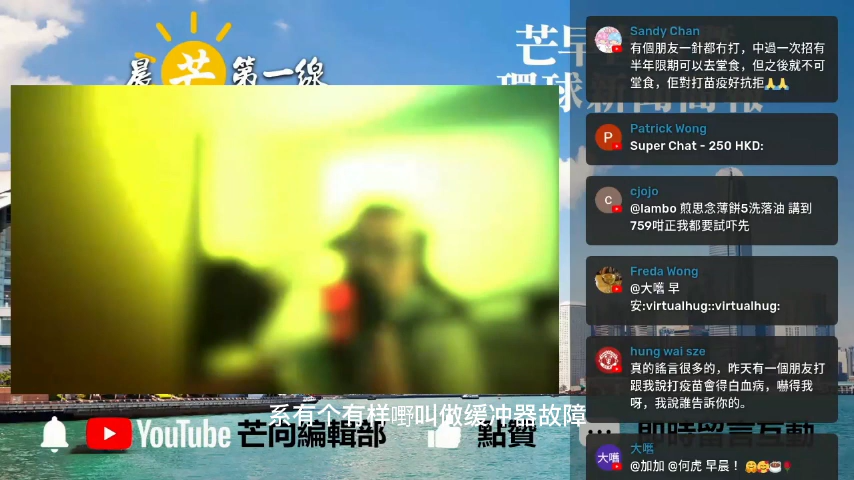 晨芒第一線
芒早
環球新聞簡報
Sandy Chan
有個朋友一針都冇打，中過一次招有
半年限期可以去堂食，但之後就不可
堂食，佢對打苗疫好抗拒🙏🙏
P
Patrick Wong
Super Chat - 250 HKD:
c
cjojo
@lambo 煎思念薄餅5洗落油 講到
759咁正我都要試吓先
Freda Wong
@大嚿 早
安:virtualhug::virtualhug:
hung wai sze
真的謠言很多的，昨天有一個朋友打
跟我說打疫苗會得白血病，嚇得我
呀，我說誰告訴你的。
大嚿
大嚿
@加加 @何虎 早晨！ 🤗🥰☕🌹
系有个有样嘢叫做缓冲器故障
YouTube 芒向編輯部 點贊 即時留言互動